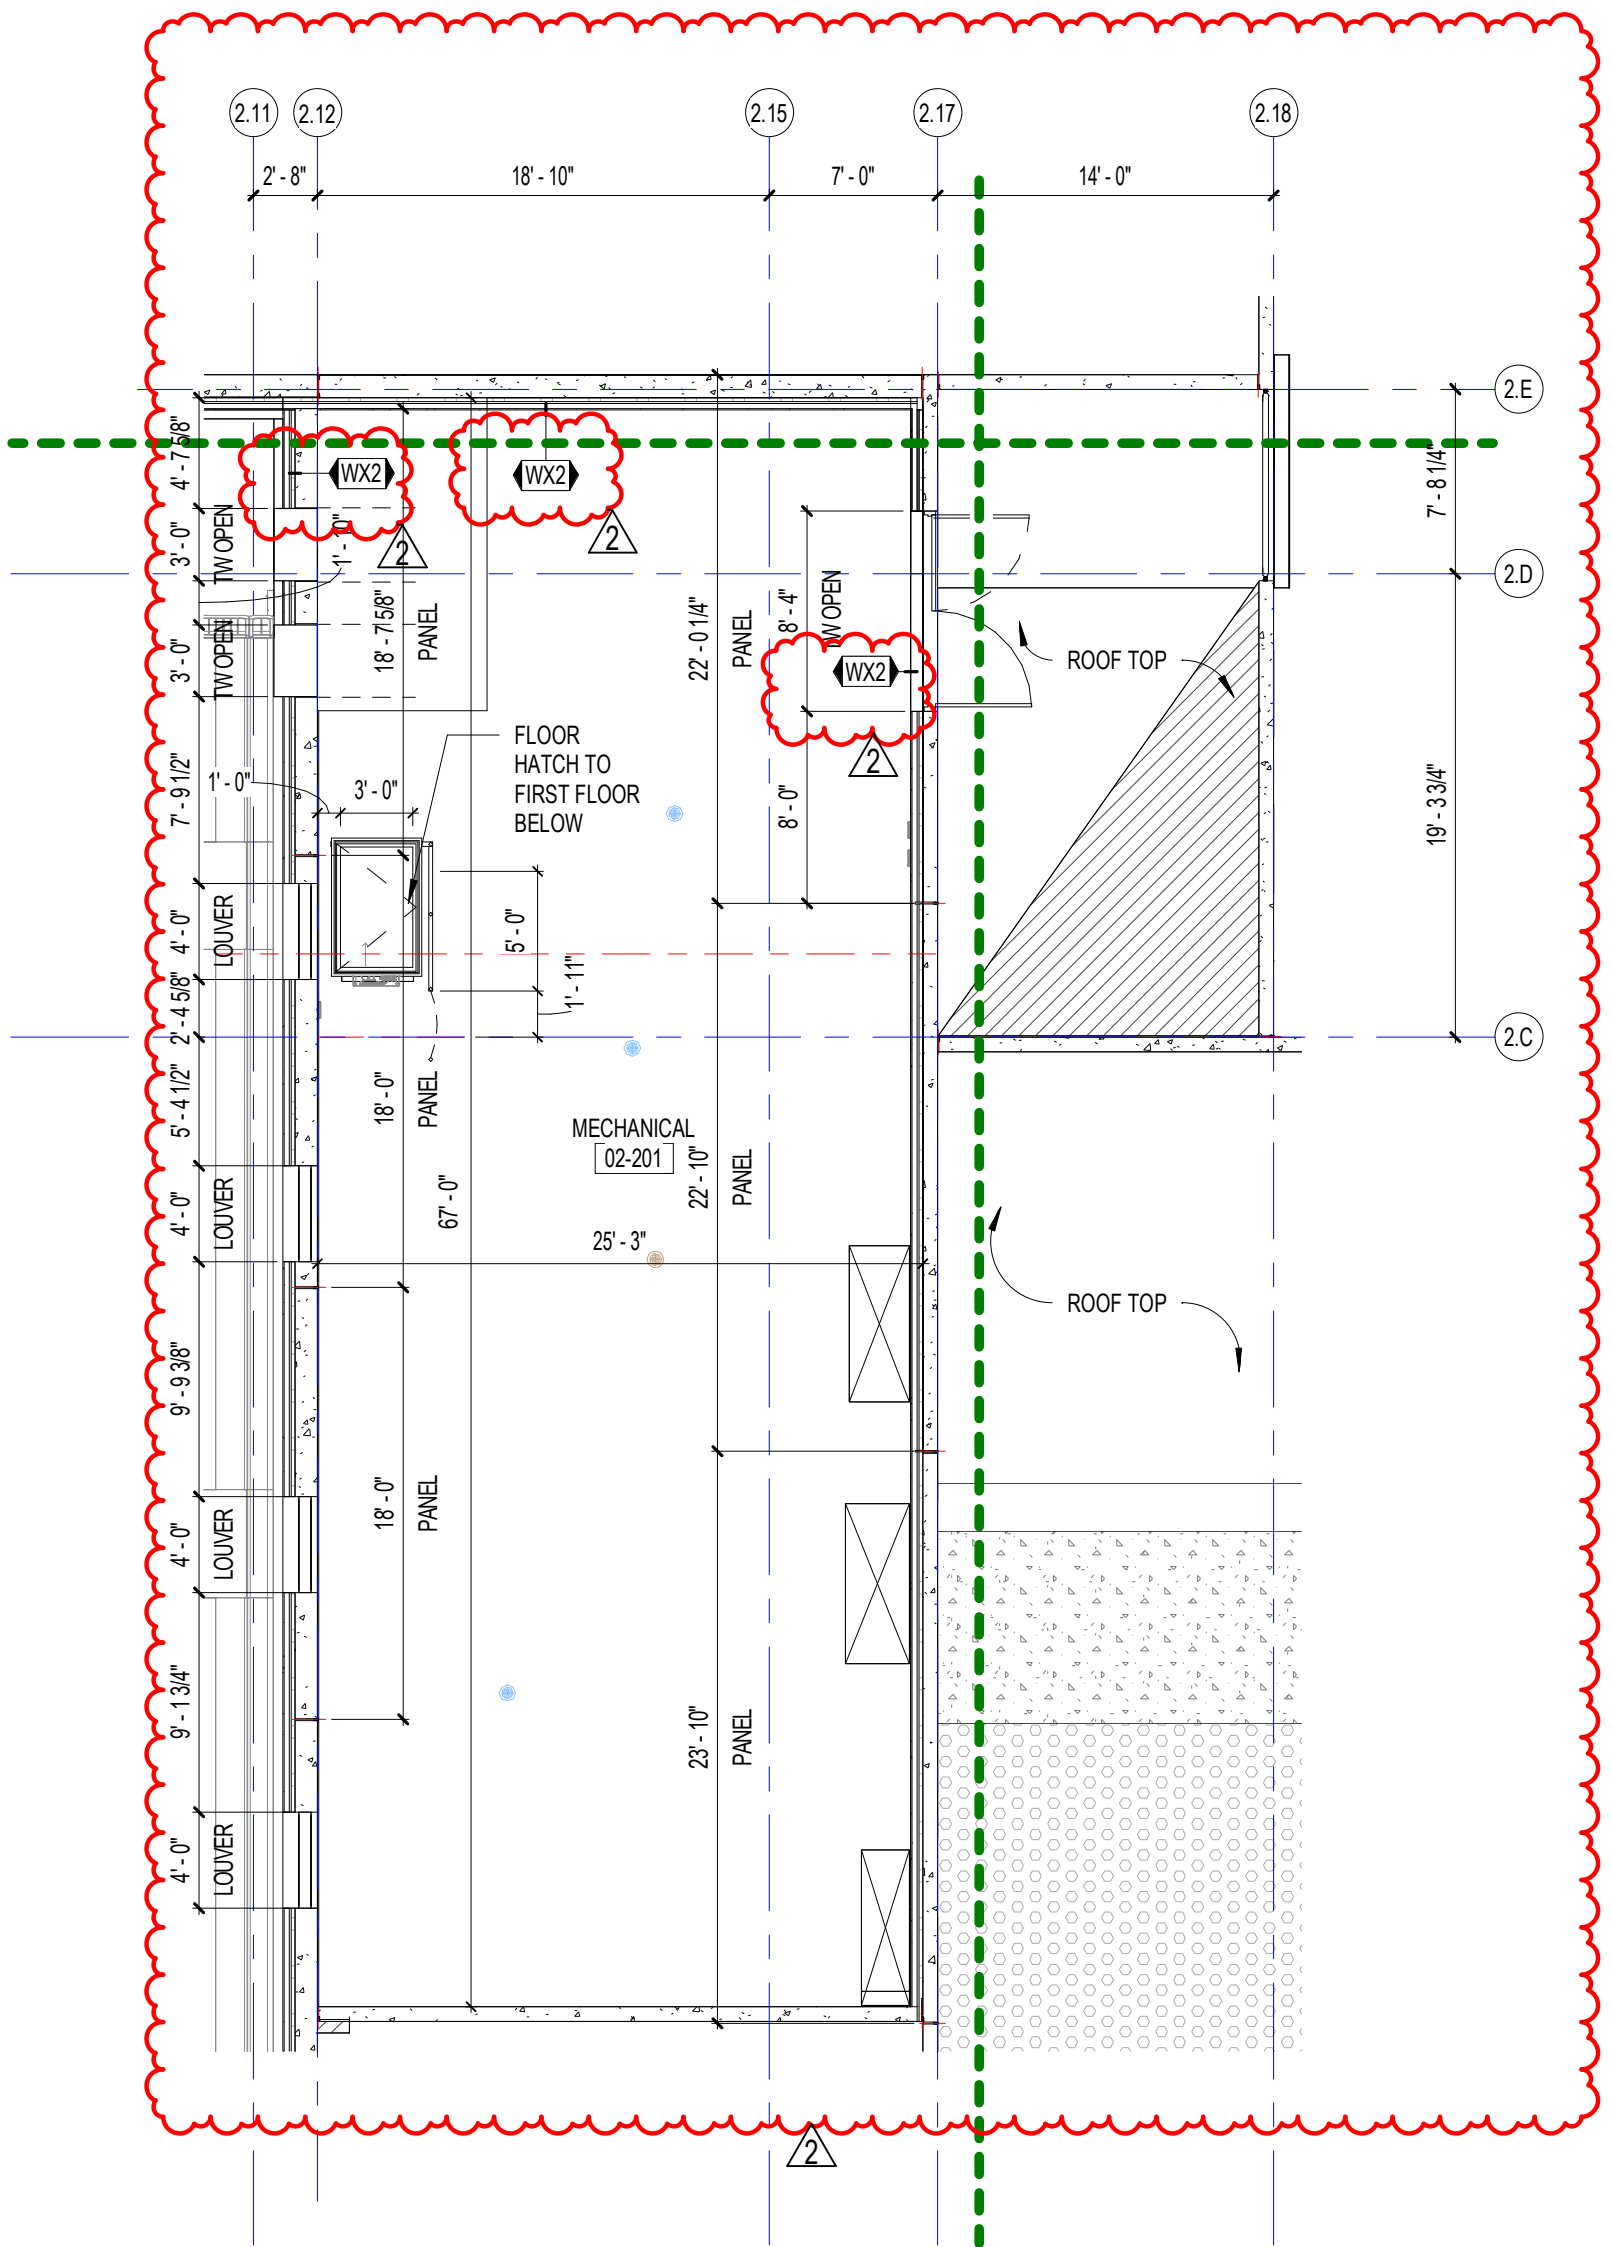 2.11
2.12
2.15
2.17
2.18
2' - 8"
18' - 10"
7' - 0"
14' - 0"
2.E
4' - 7 5/8"
WX2
WX2
7' - 8 1/4"
2
2
3' - 0"
TW OPEN
1' - 10"
2.D
18' - 7 5/8"
PANEL
22' - 0 1/4"
PANEL
8' - 4"
TW OPEN
3' - 0"
TW OPEN
WX2
ROOF TOP
2
FLOOR
HATCH TO
FIRST FLOOR
BELOW
7' - 9 1/2"
1' - 0"
3' - 0"
8' - 0"
19' - 3 3/4"
4' - 0"
LOUVER
5' - 0"
1' - 11"
2' - 4 5/8"
2.C
5' - 4 1/2"
18' - 0"
PANEL
MECHANICAL
02-201
22' - 10"
PANEL
4' - 0"
LOUVER
67' - 0"
25' - 3"
ROOF TOP
9' - 9 3/8"
18' - 0"
PANEL
4' - 0"
LOUVER
9' - 1 3/4"
23' - 10"
PANEL
4' - 0"
LOUVER
2